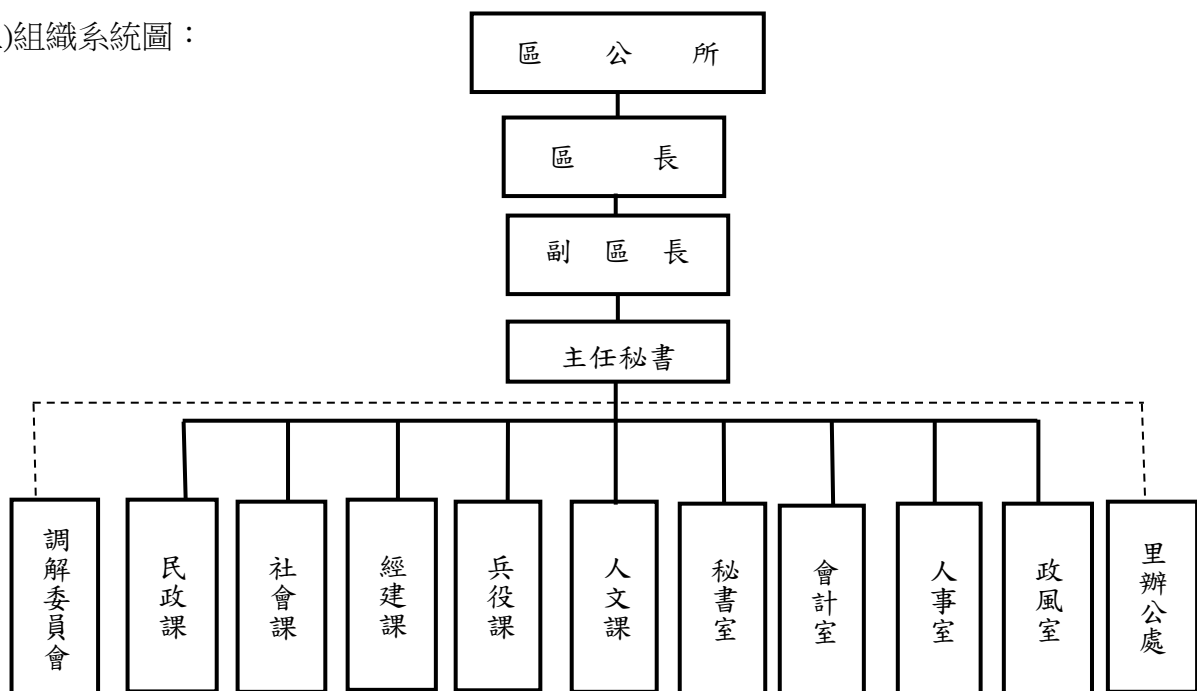 )組織系統圖：
區公所
區長
副區長
主任秘書
調解委員會
民政課
社會課
經建課
兵役課
人文課
秘書室
會計室
人事室
政風室
里辦公處